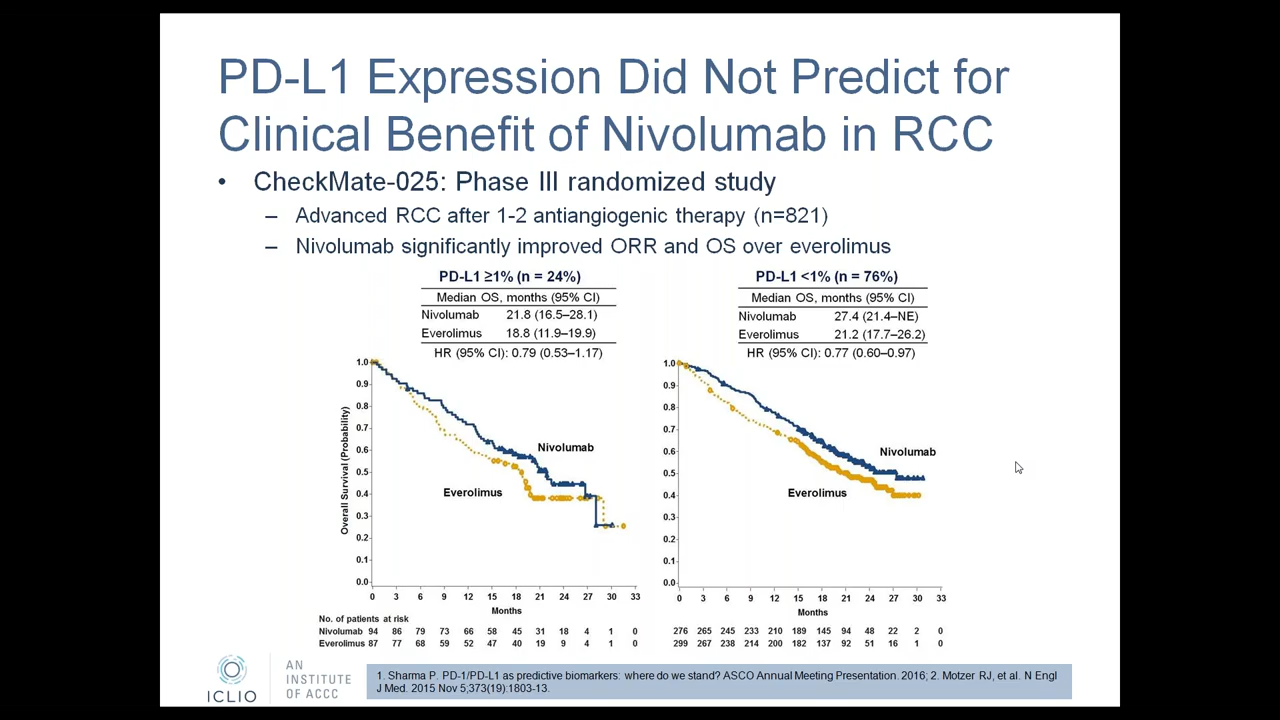 PD-L1 Expression Did Not Predict for
Clinical Benefit of Nivolumab in RCC
• CheckMate-025: Phase III randomized study
– Advanced RCC after 1-2 antiangiogenic therapy (n=821)
– Nivolumab significantly improved ORR and OS over everolimus
PD-L1 ≥1% (n = 24%)
Median OS, months (95% CI)
Nivolumab 21.8 (16.5–28.1)
Everolimus 18.8 (11.9–19.9)
HR (95% CI): 0.79 (0.53–1.17)
Overall Survival (Probability)
1.0
0.9
0.8
0.7
0.6
0.5
0.4
0.3
0.2
0.1
0.0
Nivolumab
Everolimus
0 3 6 9 12 15 18 21 24 27 30 33
Months
No. of patients at risk
Nivolumab 94 86 79 73 66 58 45 31 18 4 1 0
Everolimus 87 77 68 59 52 47 40 19 9 4 1 0
PD-L1 <1% (n = 76%)
Median OS, months (95% CI)
Nivolumab 27.4 (21.4–NE)
Everolimus 21.2 (17.7–26.2)
HR (95% CI): 0.77 (0.60–0.97)
1.0
0.9
0.8
0.7
0.6
0.5
0.4
0.3
0.2
0.1
0.0
Nivolumab
Everolimus
0 3 6 9 12 15 18 21 24 27 30 33
Months
276 265 245 233 210 189 145 94 48 22 2 0
299 267 238 214 200 182 137 92 51 16 1 0
ICLIO
AN
INSTITUTE
OF ACCC
1. Sharma P. PD-1/PD-L1 as predictive biomarkers: where do we stand? ASCO Annual Meeting Presentation. 2016; 2. Motzer RJ, et al. N Engl
J Med. 2015 Nov 5;373(19):1803-13.